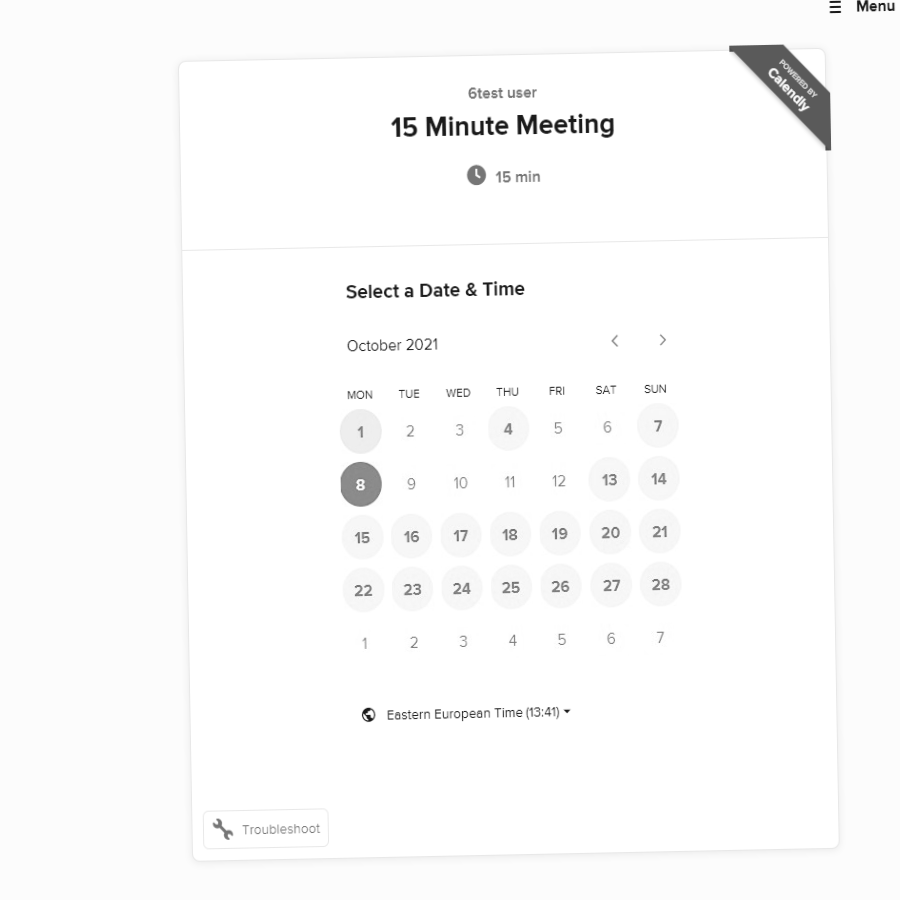 Menu
POWERED BY
Calendly
6test user
15 Minute Meeting
15 min
Select a Date & Time
October 2021
MON TUE WED THU FRI SAT SUN
1 2 3 4 5 6 7
8 9 10 11 12 13 14
15 16 17 18 19 20 21
22 23 24 25 26 27 28
1 2 3 4 5 6 7
Eastern European Time (13:41)
Troubleshoot